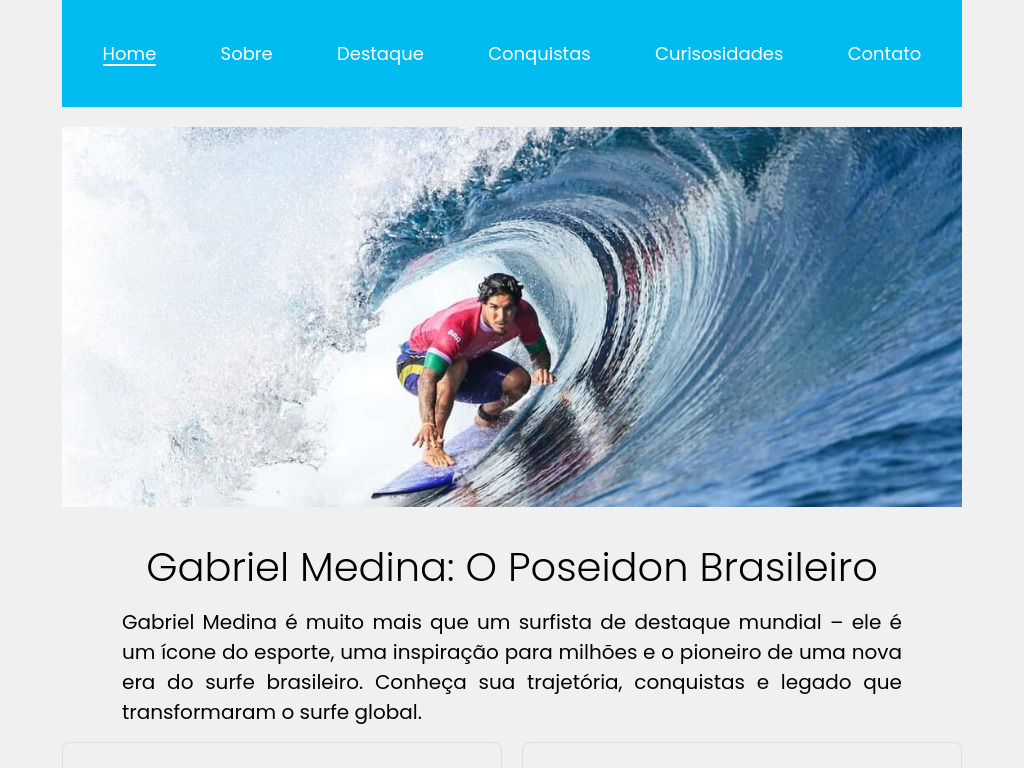 Home Sobre Destaque Conquistas Curisosidades Contato
BRA
Gabriel Medina: O Poseidon Brasileiro
Gabriel Medina é muito mais que um surfista de destaque mundial – ele é
um ícone do esporte, uma inspiração para milhões e o pioneiro de uma nova
era do surfe brasileiro. Conheça sua trajetória, conquistas e legado que
transformaram o surfe global.